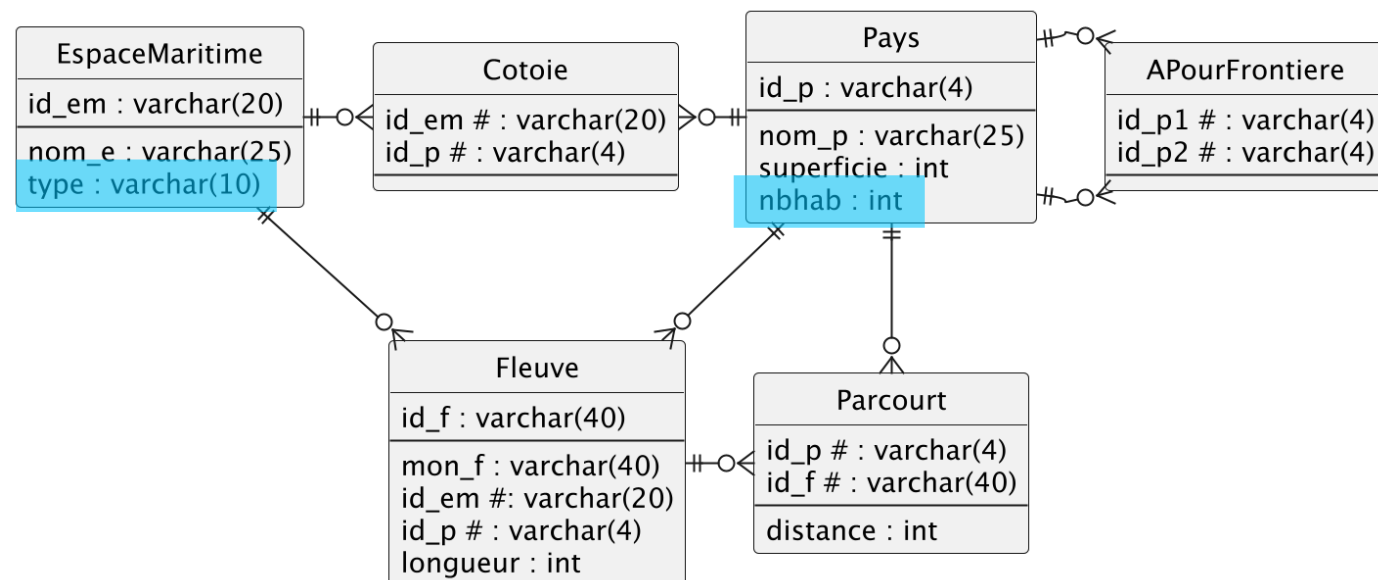 EspaceMaritime
id_em : varchar(20)
nom_e : varchar(25)
type : varchar(10)
Cotoie
id_em # : varchar(20)
id_p # : varchar(4)
Pays
id_p : varchar(4)
nom_p : varchar(25)
superficie : int
nbhab : int
APourFrontiere
id_p1 # : varchar(4)
id_p2 # : varchar(4)
Fleuve
id_f : varchar(40)
mon_f : varchar(40)
id_em #: varchar(20)
id_p # : varchar(4)
longueur : int
Parcourt
id_p # : varchar(4)
id_f # : varchar(40)
distance : int